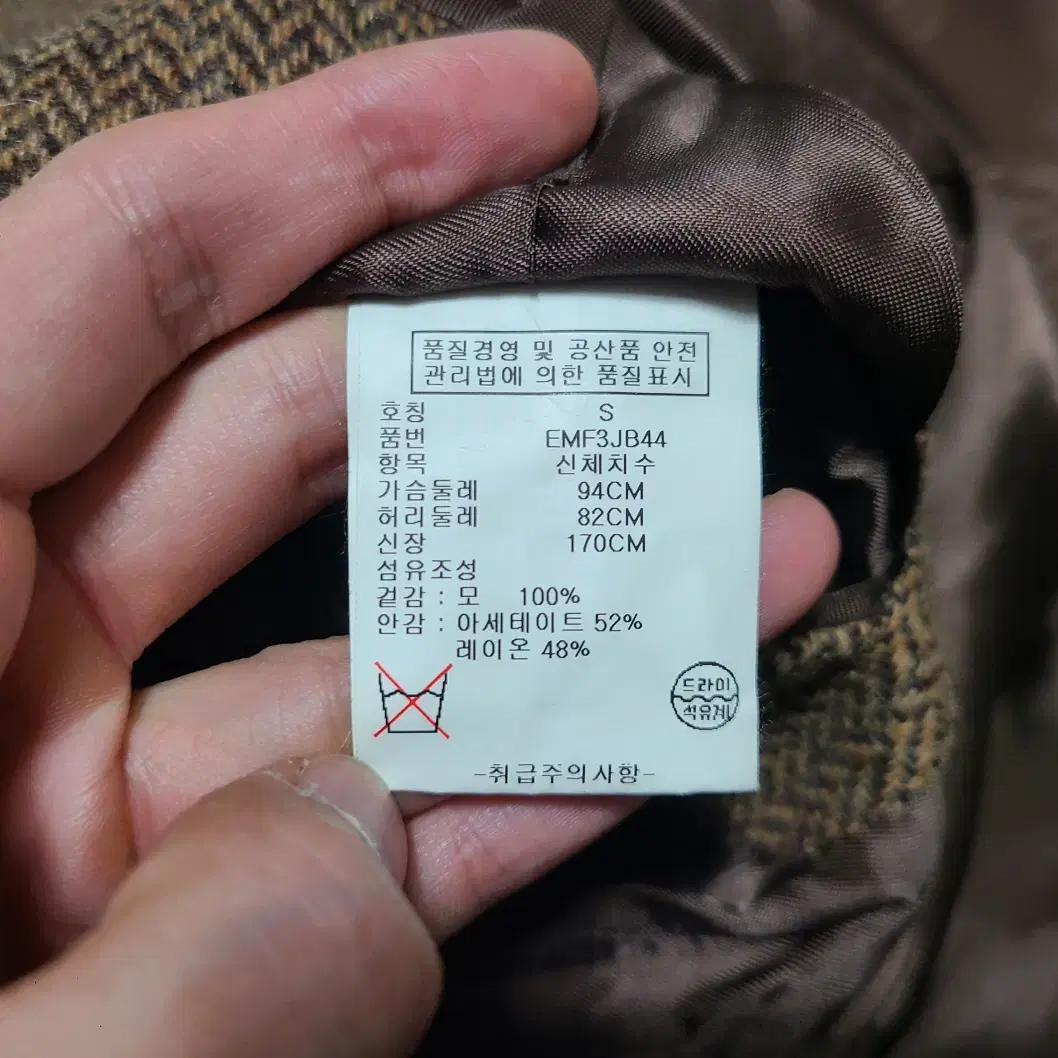 품질경영 및 공산품 안전
관리법에 의한 품질표시
호칭 S
품번 EMF3JB44
항목 신체치수
가슴둘레 94CM
허리둘레 82CM
신장 170CM
섬유조성
겉감 : 모 100%
안감 : 아세테이트 52%
레이온 48%
드라이
석유계
-취급주의사항-